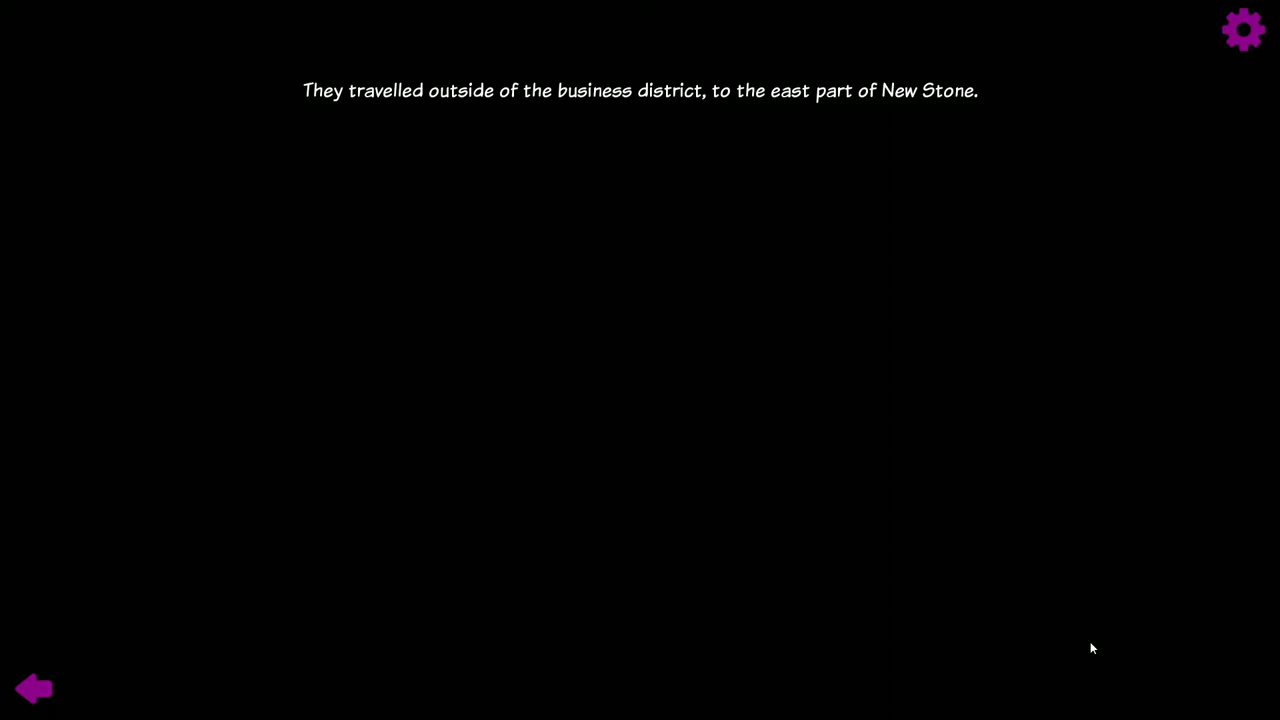 They travelled outside of the business district, to the east part of New Stone.